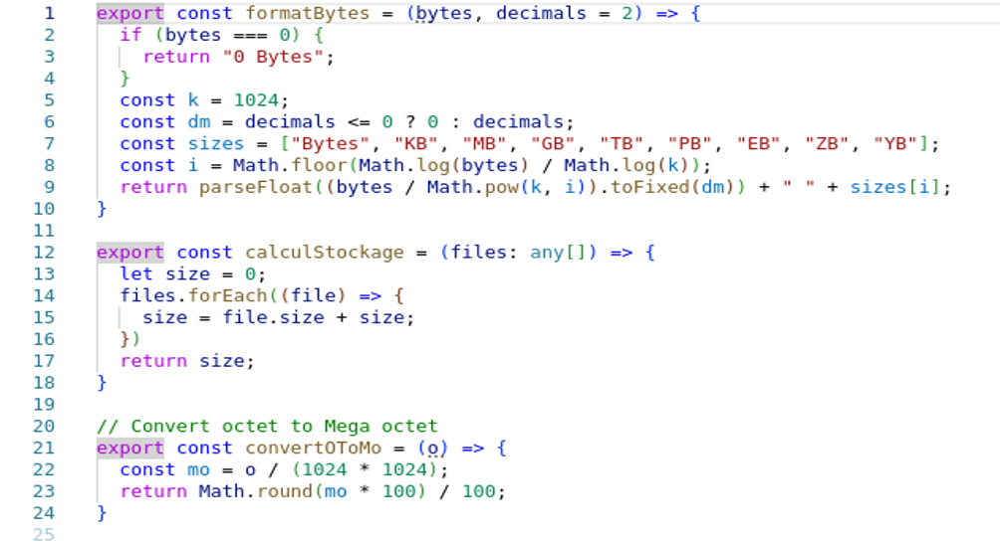 1 export const formatBytes = (bytes, decimals = 2) => {
2   if (bytes === 0) {
3     return "0 Bytes";
4   }
5   const k = 1024;
6   const dm = decimals <= 0 ? 0 : decimals;
7   const sizes = ["Bytes", "KB", "MB", "GB", "TB", "PB", "EB", "ZB", "YB"];
8   const i = Math.floor(Math.log(bytes) / Math.log(k));
9   return parseFloat((bytes / Math.pow(k, i)).toFixed(dm)) + " " + sizes[i];
10 }
11
12 export const calculStockage = (files: any[]) => {
13   let size = 0;
14   files.forEach((file) => {
15     size = file.size + size;
16   })
17   return size;
18 }
19
20 // Convert octet to Mega octet
21 export const convertOToMo = (o) => {
22   const mo = o / (1024 * 1024);
23   return Math.round(mo * 100) / 100;
24 }
25